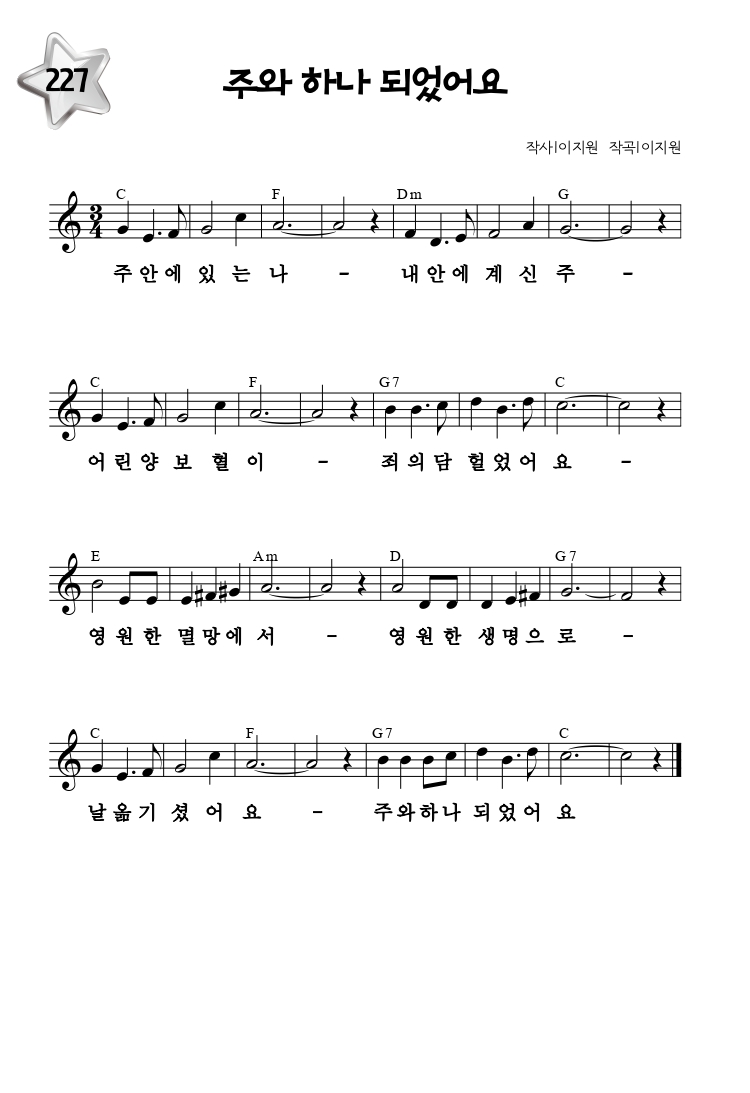 227
주와 하나 되었어요
작사|이지원 작곡|이지원
C F Dm G
3
4
주 안에 있 는 나 - 내 안에 계 신 주 -
C F G7 C
어 린 양 보 혈 이 - 죄 의 담 헐 었 어 요 -
E Am D G7
영 원 한 멸 망 에 서 - 영 원 한 생 명 으 로 -
C F G7 C
날 옮 기 셨 어 요 - 주 와 하 나 되 었 어 요